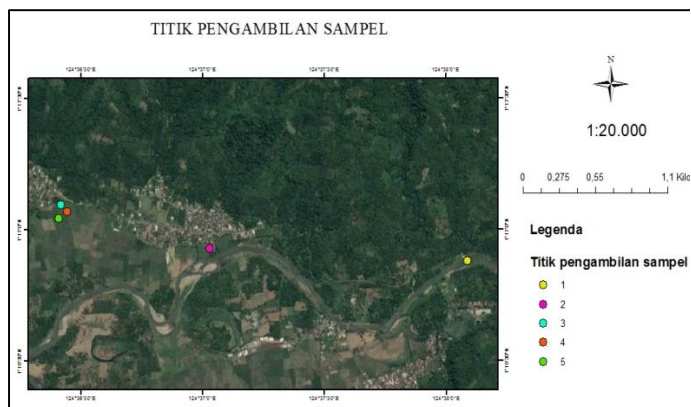 TITIK PENGAMBILAN SAMPEL
124°36'30"E 124°37'0"E 124°37'30"E 124°38'0"E
N
1:20.000
0 0,275 0,55 1,1 Kilo
Legenda
Titik pengambilan sampel
1
2
3
4
5
124°36'30"E 124°37'0"E 124°37'30"E 124°38'0"E